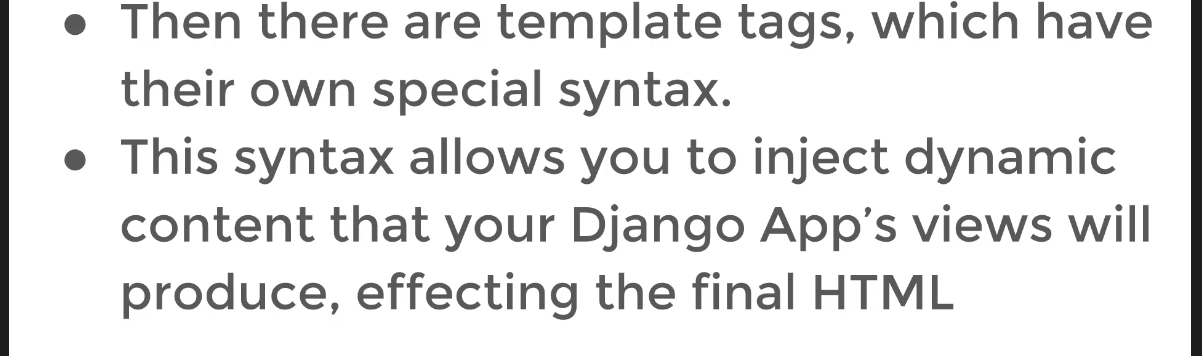 ● Then there are template tags, which have
their own special syntax.
● This syntax allows you to inject dynamic
content that your Django App’s views will
produce, effecting the final HTML